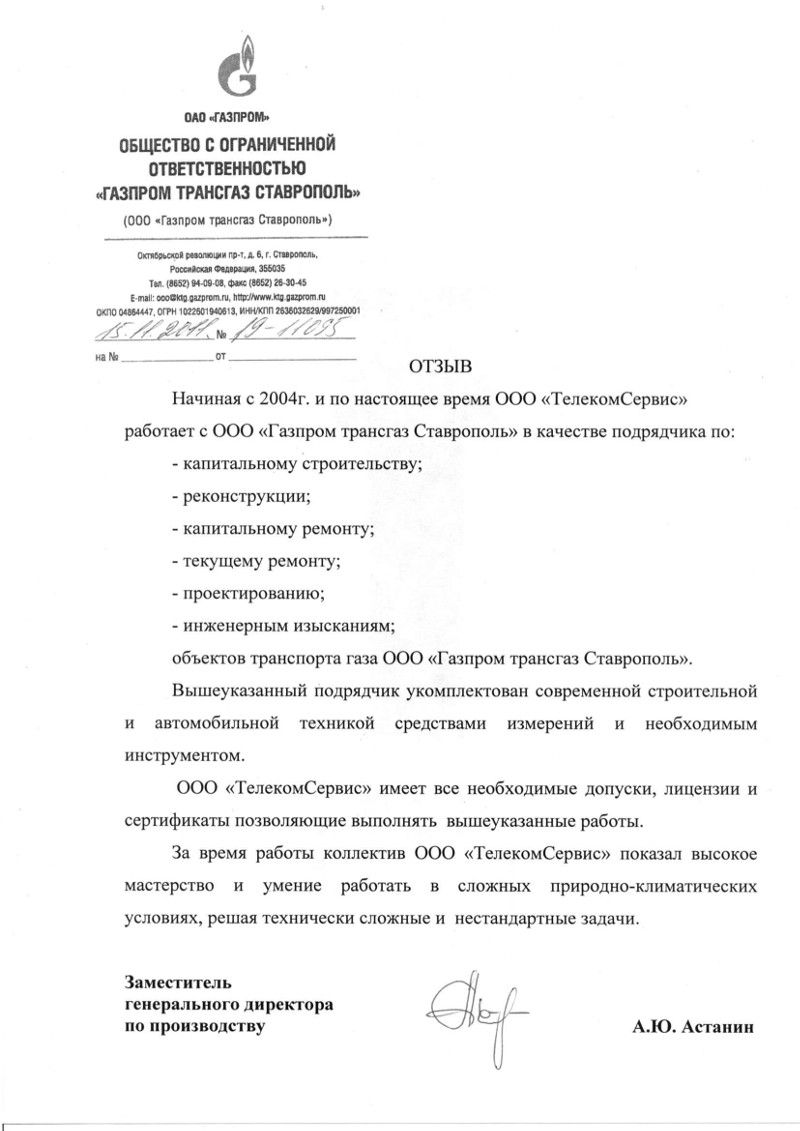 ОАО «ГАЗПРОМ»
ОБЩЕСТВО С ОГРАНИЧЕННОЙ
ОТВЕТСТВЕННОСТЬЮ
«ГАЗПРОМ ТРАНСГАЗ СТАВРОПОЛЬ»
(ООО «Газпром трансгаз Ставрополь»)
Октябрьской революции пр-т, д. 6, г. Ставрополь,
Российская Федерация, 355035
Тел. (8652) 94-09-08, факс (8652) 26-30-45
E-mail: ooo@ktg.gazprom.ru, http://www.ktg.gazprom.ru
ОКПО 04864447, ОГРН 1022601940613, ИНН/КПП 2636032629/997250001
15.11.2011. № 19-11095
на № ____________ от ____________
ОТЗЫВ
Начиная с 2004г. и по настоящее время ООО «ТелекомСервис»
работает с ООО «Газпром трансгаз Ставрополь» в качестве подрядчика по:
- капитальному строительству;
- реконструкции;
- капитальному ремонту;
- текущему ремонту;
- проектированию;
- инженерным изысканиям;
объектов транспорта газа ООО «Газпром трансгаз Ставрополь».
Вышеуказанный подрядчик укомплектован современной строительной
и автомобильной техникой средствами измерений и необходимым
инструментом.
ООО «ТелекомСервис» имеет все необходимые допуски, лицензии и
сертификаты позволяющие выполнять вышеуказанные работы.
За время работы коллектив ООО «ТелекомСервис» показал высокое
мастерство и умение работать в сложных природно-климатических
условиях, решая технически сложные и нестандартные задачи.
Заместитель
генерального директора
по производству
А.Ю. Астанин